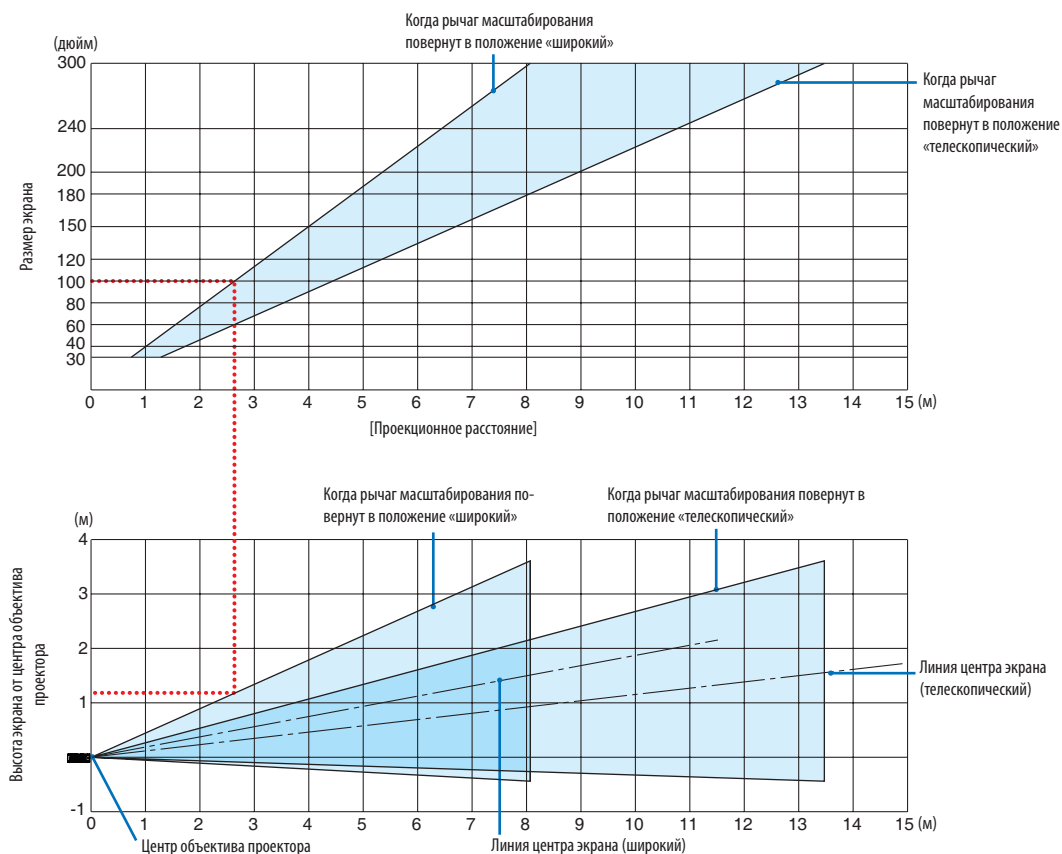 Когда рычаг масштабирования
повернут в положение «широкий»
(дюйм)
300
240
200
180
150
120
100
80
60
40
30
Размер экрана
Когда рычаг
масштабирования
повернут в положение
«телескопический»
0 1 2 3 4 5 6 7 8 9 10 11 12 13 14 15 (м)
[Проекционное расстояние]
Когда рычаг масштабирования по-
вернут в положение «широкий»
Когда рычаг масштабирования повернут в
положение «телескопический»
(м)
4
3
2
1
-1
Высота экрана от центра объектива
проектора
Линия центра экрана
(телескопический)
0 1 2 3 4 5 6 7 8 9 10 11 12 13 14 15 (м)
Центр объектива проектора
Линия центра экрана (широкий)